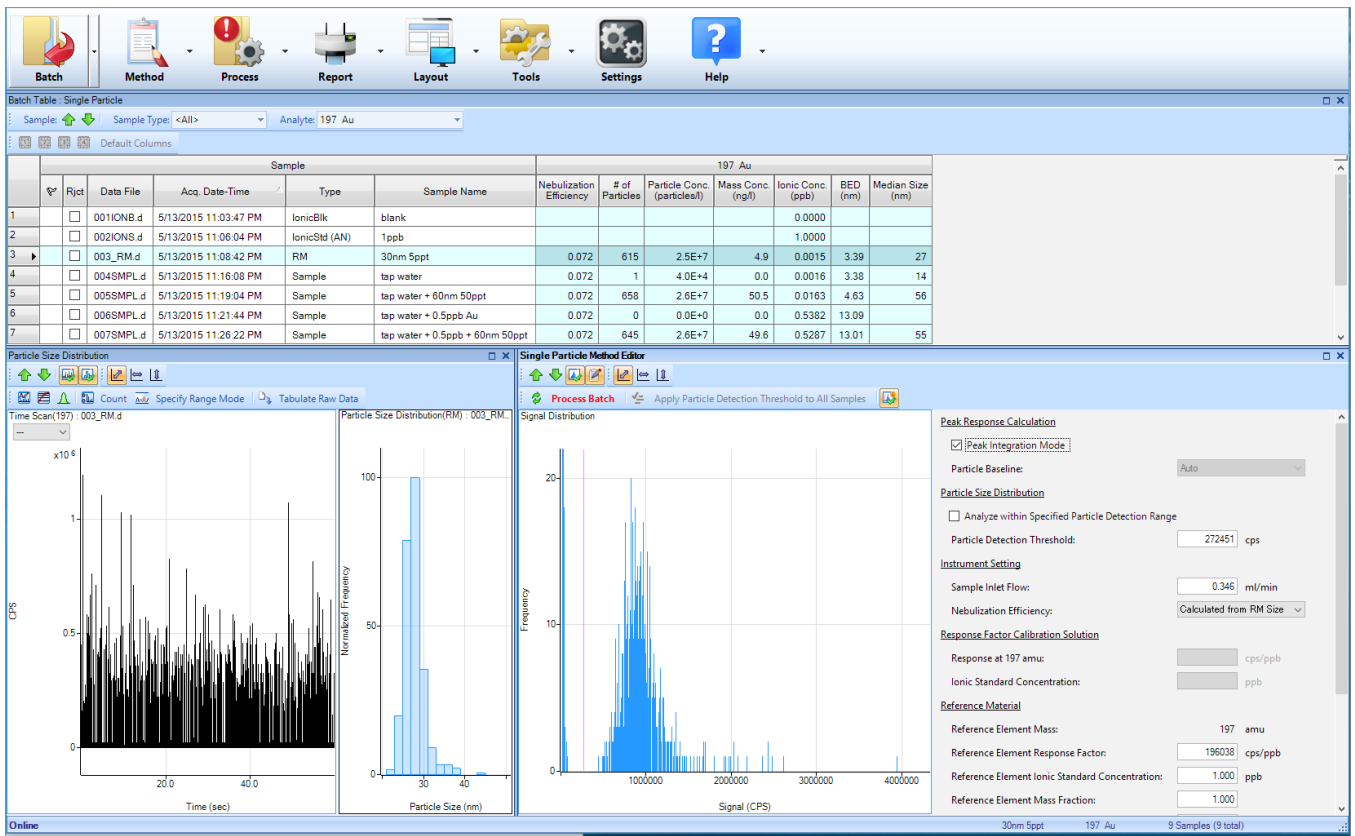 Batch Method Process Report Layout Tools Settings Help
Batch Table : Single Particle
Sample: Sample Type: <All> Analyte: 197 Au
Default Columns
Sample 197 Au
Rjct Data File Acq. Date-Time Type Sample Name Nebulization Efficiency # of Particles Particle Conc. (particles/l) Mass Conc. (ng/l) Ionic Conc. (ppb) BED (nm) Median Size (nm)
1 001IONB.d 5/13/2015 11:03:47 PM IonicBlk blank 0.0000
2 002IONS.d 5/13/2015 11:06:04 PM IonicStd (AN) 1ppb 1.0000
3 003_RM.d 5/13/2015 11:08:42 PM RM 30nm 5ppt 0.072 615 2.5E+7 4.9 0.0015 3.39 27
4 004SMPL.d 5/13/2015 11:16:08 PM Sample tap water 0.072 1 4.0E+4 0.0 0.0016 3.38 14
5 005SMPL.d 5/13/2015 11:19:04 PM Sample tap water + 60nm 50ppt 0.072 658 2.6E+7 50.5 0.0163 4.63 56
6 006SMPL.d 5/13/2015 11:21:44 PM Sample tap water + 0.5ppb Au 0.072 0 0.0E+0 0.0 0.5382 13.09
7 007SMPL.d 5/13/2015 11:26:22 PM Sample tap water + 0.5ppb + 60nm 50ppt 0.072 645 2.6E+7 49.6 0.5287 13.01 55
Particle Size Distribution
Count Specify Range Mode Tabulate Raw Data
Time Scan(197) : 003_RM.d
---
x10 6
1
0.5
0
CPS
20.0 40.0
Time (sec)
Particle Size Distribution(RM) : 003_RM...
100
50
0
Normalized Frequency
30 40
Particle Size (nm)
Single Particle Method Editor
Process Batch Apply Particle Detection Threshold to All Samples
Signal Distribution
20
10
0
Frequency
1000000 2000000 3000000 4000000
Signal (CPS)
Peak Response Calculation
Peak Integration Mode
Particle Baseline: Auto
Particle Size Distribution
Analyze within Specified Particle Detection Range
Particle Detection Threshold: 272451 cps
Instrument Setting
Sample Inlet Flow: 0.346 ml/min
Nebulization Efficiency: Calculated from RM Size
Response Factor Calibration Solution
Response at 197 amu: cps/ppb
Ionic Standard Concentration: ppb
Reference Material
Reference Element Mass: 197 amu
Reference Element Response Factor: 196038 cps/ppb
Reference Element Ionic Standard Concentration: 1.000 ppb
Reference Element Mass Fraction: 1.000
Online 30nm 5ppt 197 Au 9 Samples (9 total)